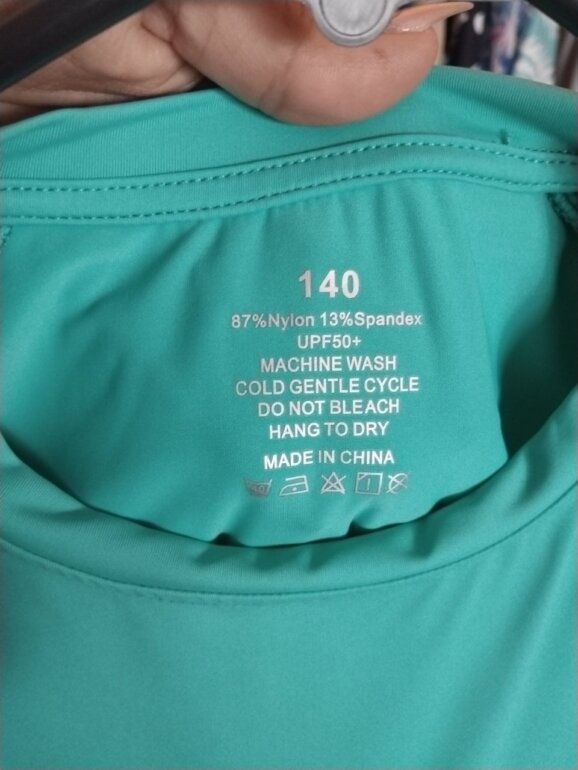 140
87%Nylon 13%Spandex
UPF50+
MACHINE WASH
COLD GENTLE CYCLE
DO NOT BLEACH
HANG TO DRY
MADE IN CHINA